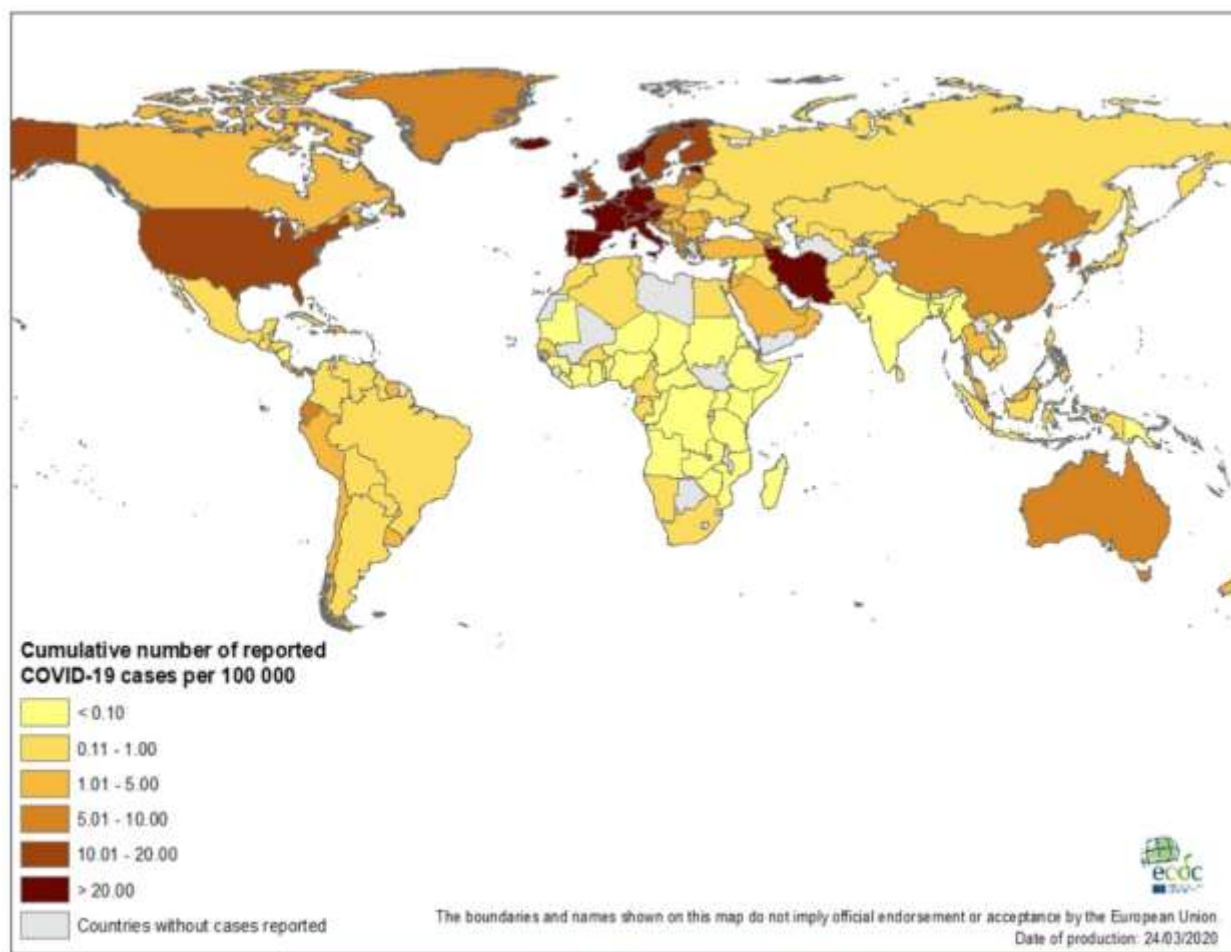 Cumulative number of reported
COVID-19 cases per 100 000
< 0.10
0.11 - 1.00
1.01 - 5.00
5.01 - 10.00
10.01 - 20.00
> 20.00
Countries without cases reported
ecdc
The boundaries and names shown on this map do not imply official endorsement or acceptance by the European Union.
Date of production: 24/03/2020